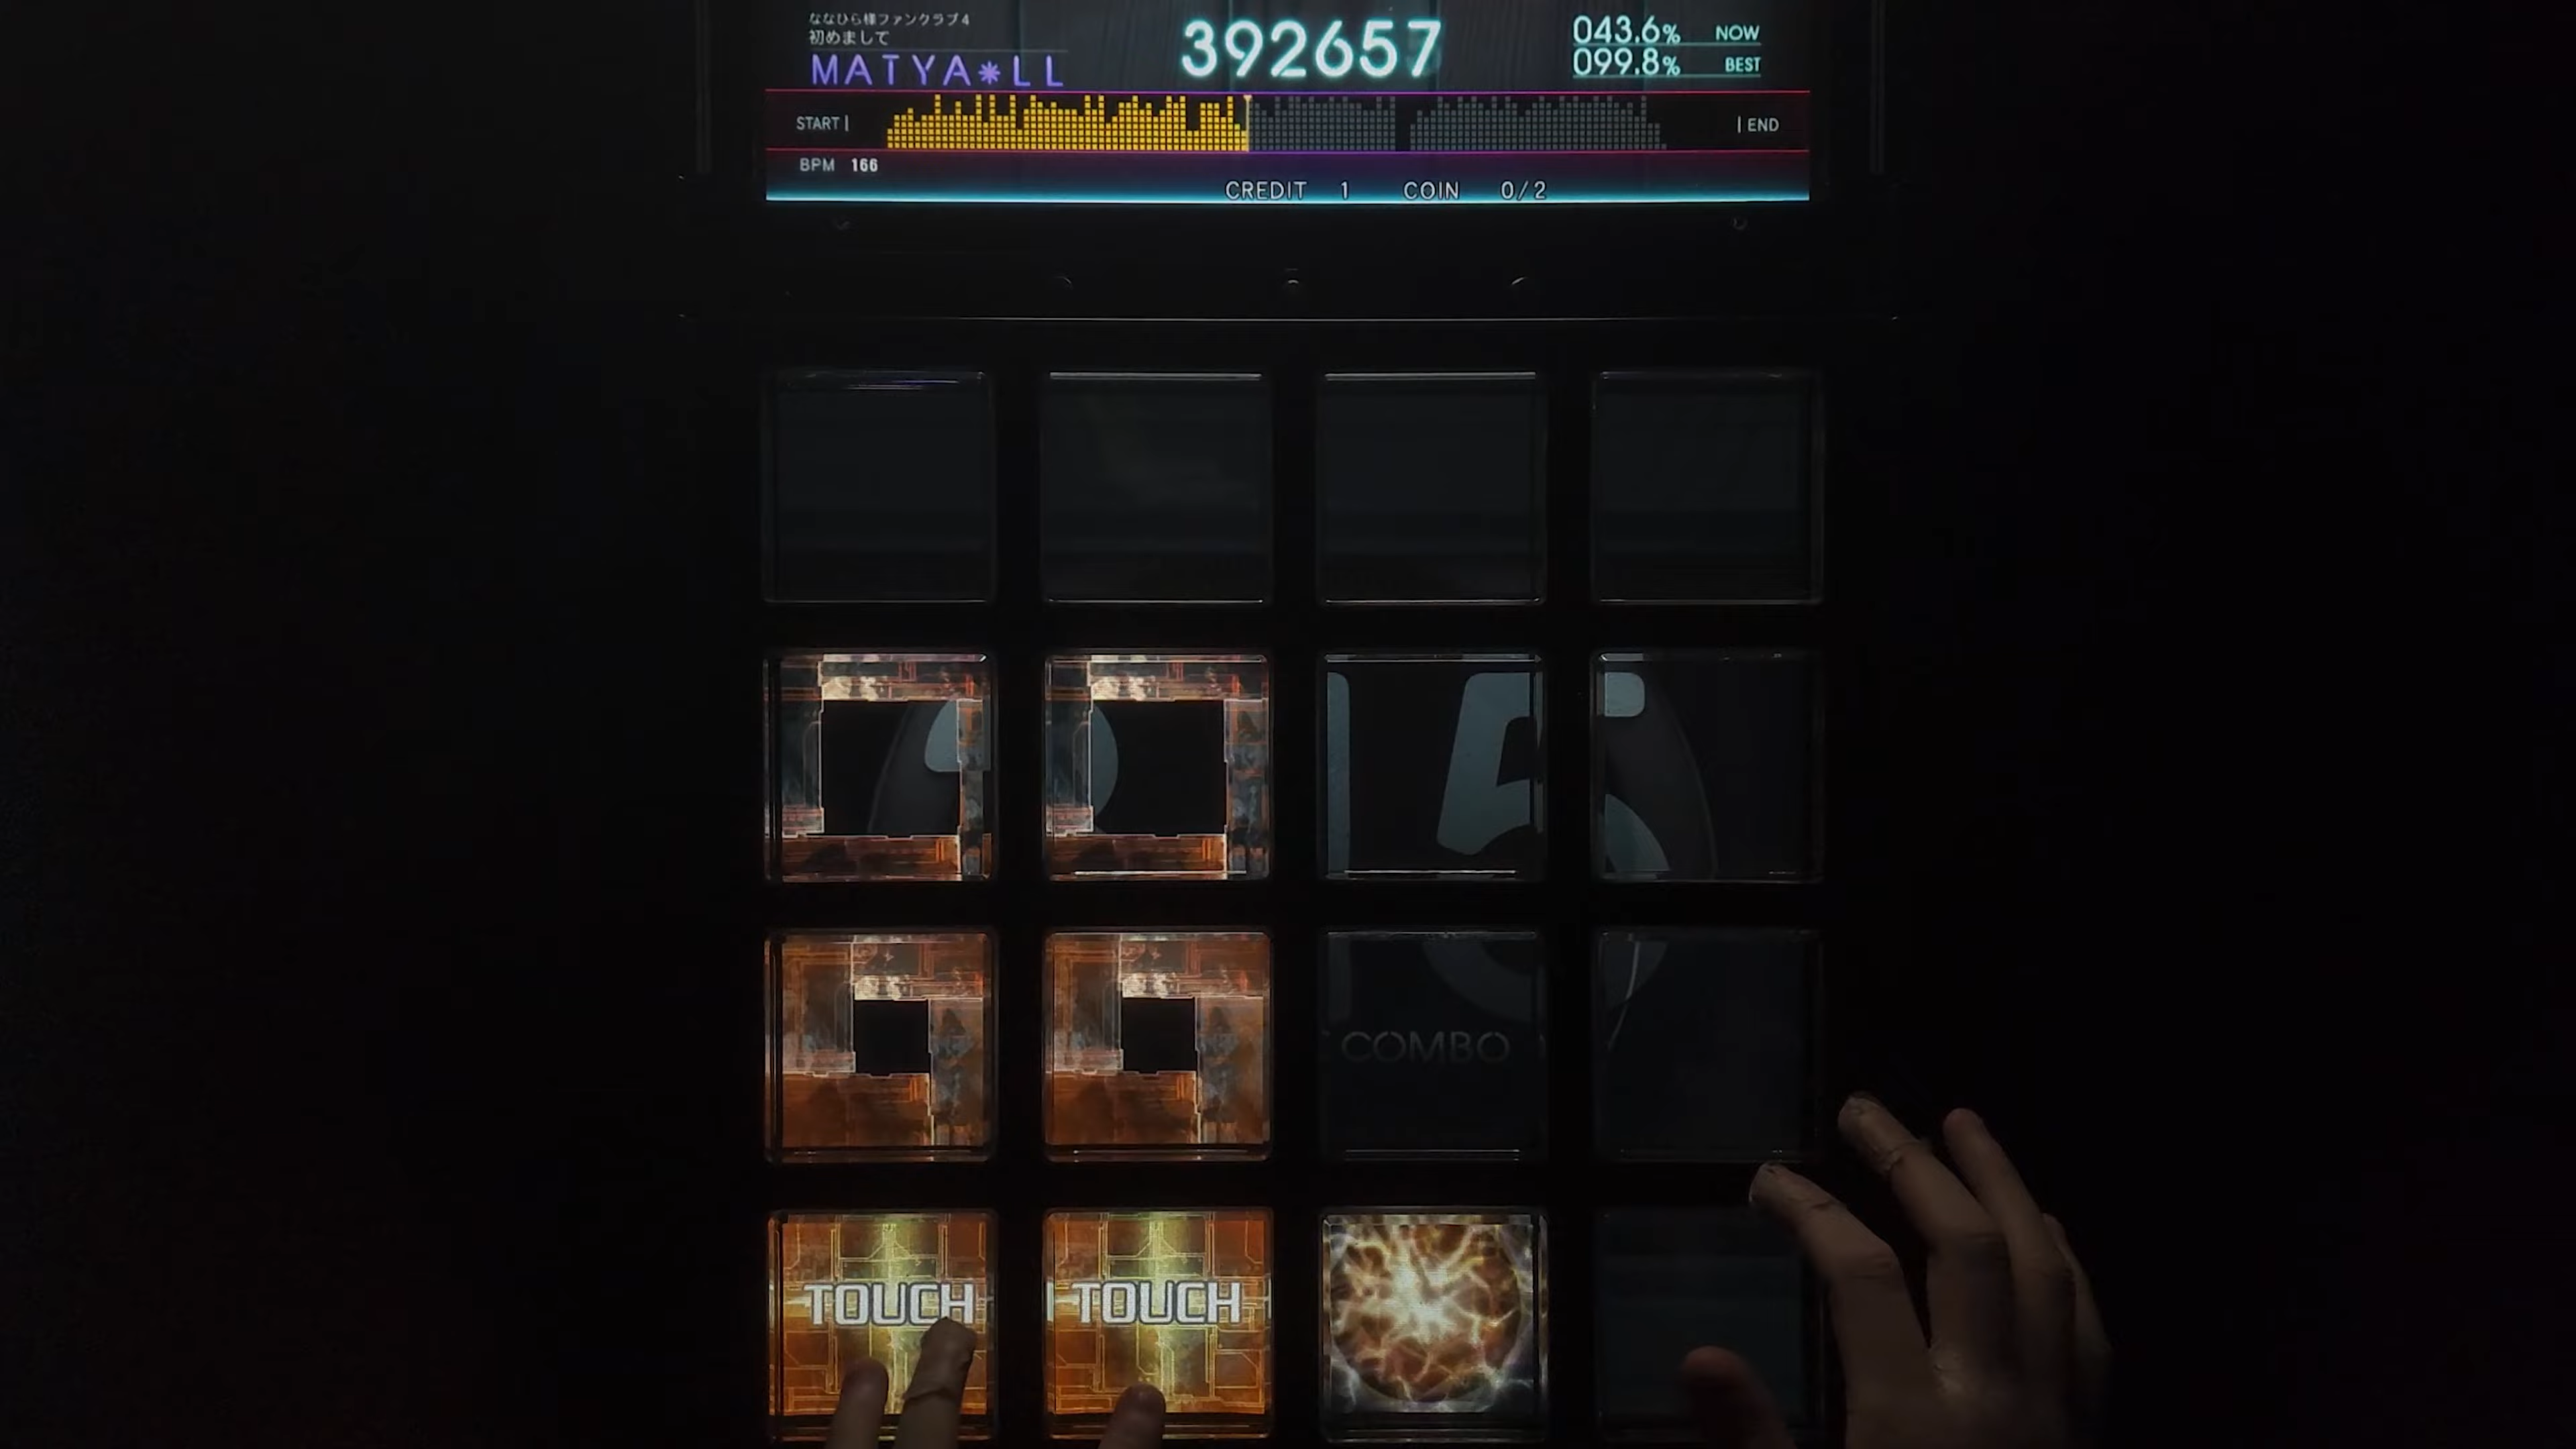 ななひら様ファンクラブ4
初めまして
MATYA*LL
392657
043.6% NOW
099.8% BEST
START |
| END
BPM 166
CREDIT 1 COIN 0/2
COMBO
TOUCH TOUCH